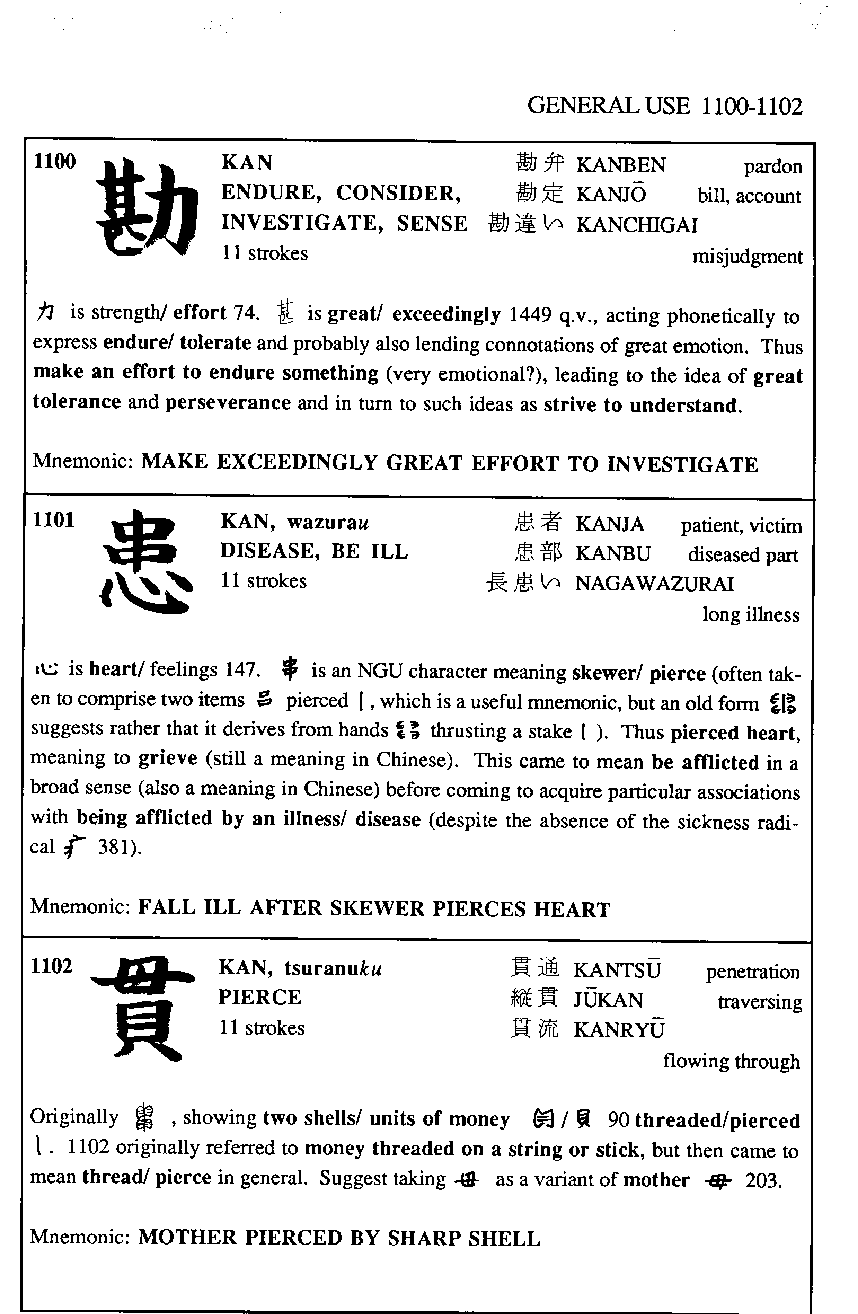 GENERAL USE 1100-1102
1100 勘 KAN 勘弁 KANBEN pardon
ENDURE, CONSIDER, 勘定 KANJŌ bill, account
INVESTIGATE, SENSE 勘違い KANCHIGAI
11 strokes misjudgment
力 is strength/ effort 74. 甚 is great/ exceedingly 1449 q.v., acting phonetically to
express endure/ tolerate and probably also lending connotations of great emotion. Thus
make an effort to endure something (very emotional?), leading to the idea of great
tolerance and perseverance and in turn to such ideas as strive to understand.
Mnemonic: MAKE EXCEEDINGLY GREAT EFFORT TO INVESTIGATE
1101 患 KAN, wazurau 患者 KANJA patient, victim
DISEASE, BE ILL 患部 KANBU diseased part
11 strokes 長患い NAGAWAZURAI
long illness
心 is heart/ feelings 147. 串 is an NGU character meaning skewer/ pierce (often tak-
en to comprise two items 吕 pierced |, which is a useful mnemonic, but an old form
suggests rather that it derives from hands thrusting a stake | ). Thus pierced heart,
meaning to grieve (still a meaning in Chinese). This came to mean be afflicted in a
broad sense (also a meaning in Chinese) before coming to acquire particular associations
with being afflicted by an illness/ disease (despite the absence of the sickness radi-
cal 疒 381).
Mnemonic: FALL ILL AFTER SKEWER PIERCES HEART
1102 貫 KAN, tsuranuku 貫通 KANTSŪ penetration
PIERCE 縦貫 JŪKAN traversing
11 strokes 貫流 KANRYŪ
flowing through
Originally , showing two shells/ units of money / 貝 90 threaded/pierced
| . 1102 originally referred to money threaded on a string or stick, but then came to
mean thread/ pierce in general. Suggest taking 毌 as a variant of mother 母 203.
Mnemonic: MOTHER PIERCED BY SHARP SHELL